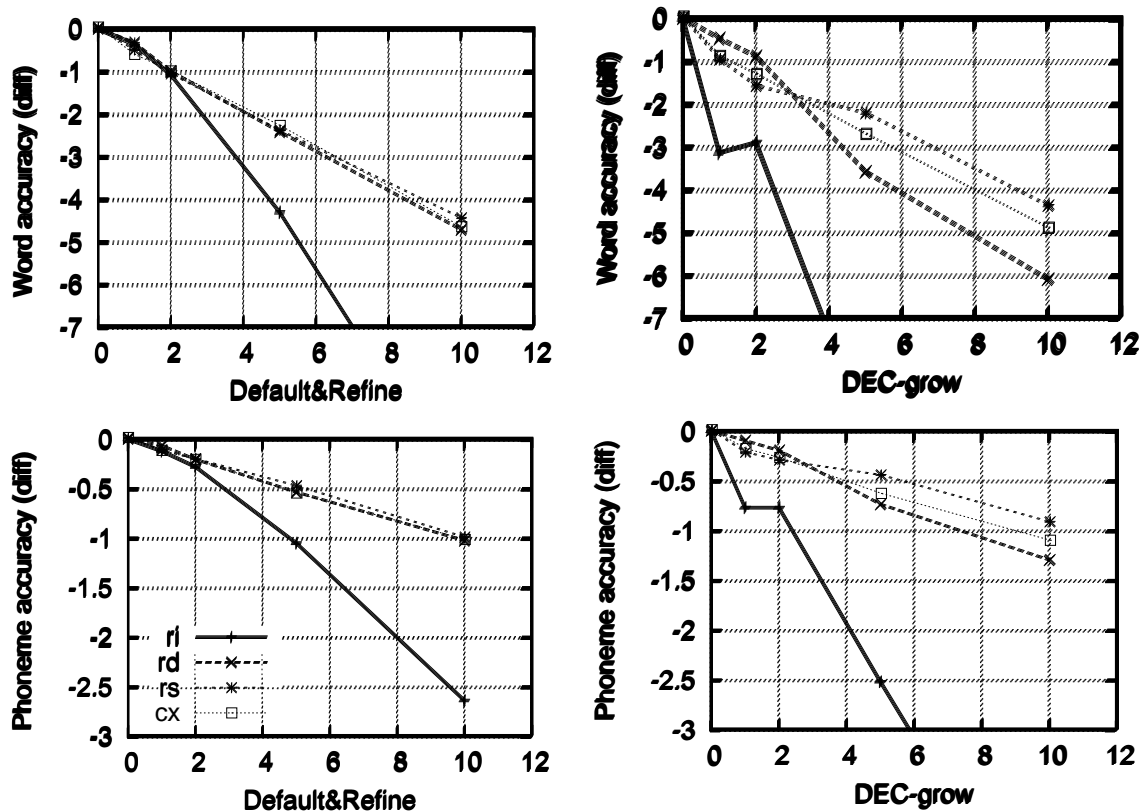 0
-1
-2
-3
-4
-5
-6
-7
0 2 4 6 8 10 12
Word accuracy (diff)
Default&Refine
0
-1
-2
-3
-4
-5
-6
-7
0 2 4 6 8 10 12
Word accuracy (diff)
DEC-grow
0
-0.5
-1
-1.5
-2
-2.5
-3
0 2 4 6 8 10 12
Phoneme accuracy (diff)
Default&Refine
ri
rd
rs
cx
0
-0.5
-1
-1.5
-2
-2.5
-3
0 2 4 6 8 10 12
Phoneme accuracy (diff)
DEC-grow